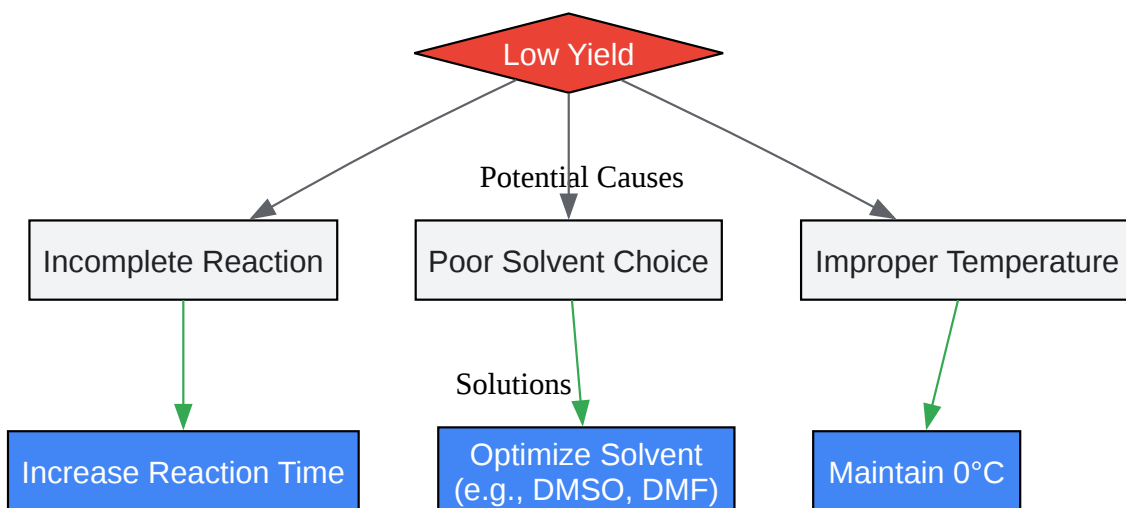 Low Yield
Potential Causes
Incomplete Reaction
Poor Solvent Choice
Improper Temperature
Solutions
Increase Reaction Time
Optimize Solvent
(e.g., DMSO, DMF)
Maintain 0°C